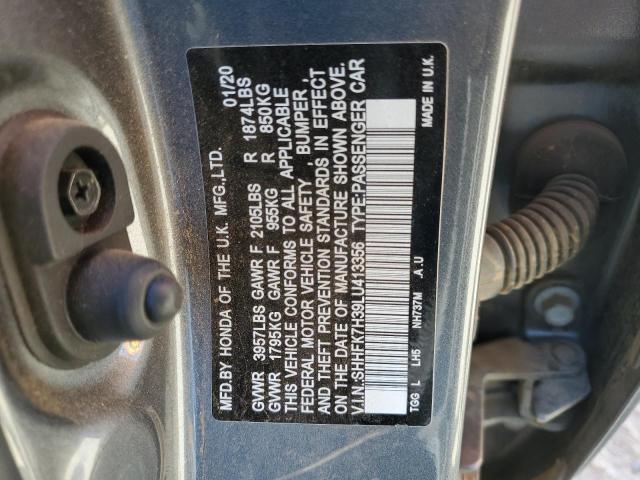 MFD.BY HONDA OF THE U.K. MFG.,LTD. 01/20
GVWR 3957LBS GAWR F 2105LBS R 1874LBS
GVWR 1795KG GAWR F 955KG R 850KG
THIS VEHICLE CONFORMS TO ALL APPLICABLE
FEDERAL MOTOR VEHICLE SAFETY , BUMPER ,
AND THEFT PREVENTION STANDARDS IN EFFECT
ON THE DATE OF MANUFACTURE SHOWN ABOVE.
V.I.N:SHHFK7H39LU413356 TYPE:PASSENGER CAR
TGG L LH5 NH737M .A.U MADE IN U.K.